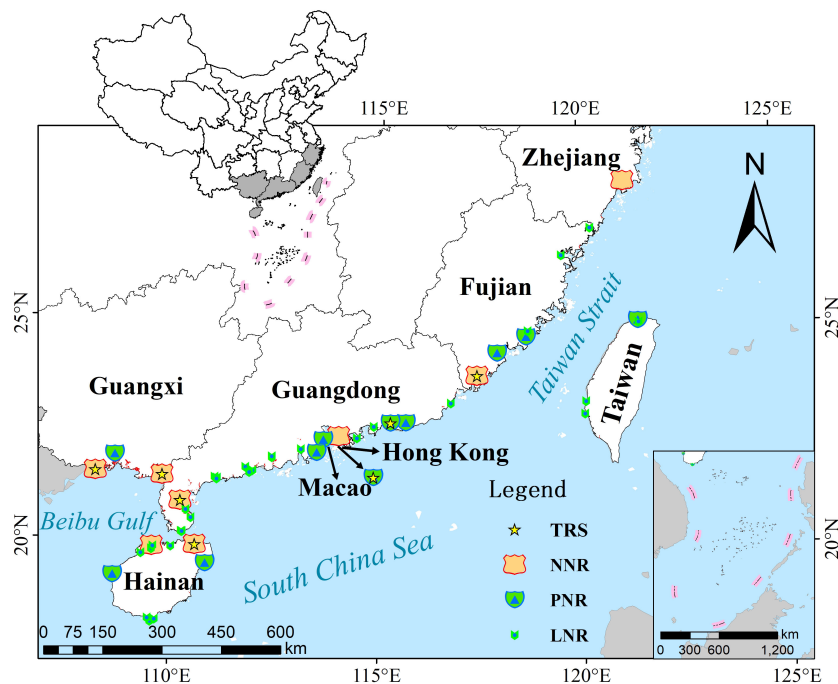 115°E
120°E
125°E
Zhejiang
N
Fujian
25°N
25°N
Taiwan Strait
Guangxi
Guangdong
Taiwan
Hong Kong
Macao
Legend
TRS
Beibu Gulf
20°N
20°N
South China Sea
NNR
Hainan
PNR
LNR
0 75 150 300 450 600
km
km
0 300 600 1,200
110°E
115°E
120°E
125°E